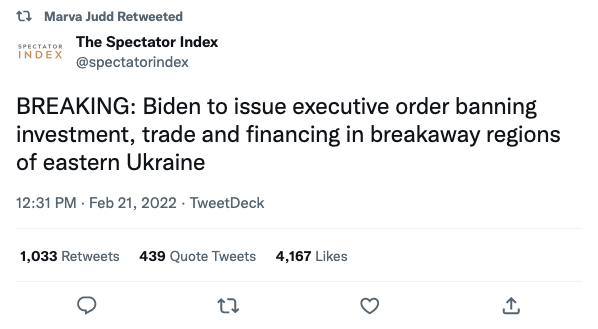 Marva Judd Retweeted
SPECTATOR
INDEX
The Spectator Index
@spectatorindex
BREAKING: Biden to issue executive order banning
investment, trade and financing in breakaway regions
of eastern Ukraine
12:31 PM · Feb 21, 2022 · TweetDeck
1,033 Retweets 439 Quote Tweets 4,167 Likes